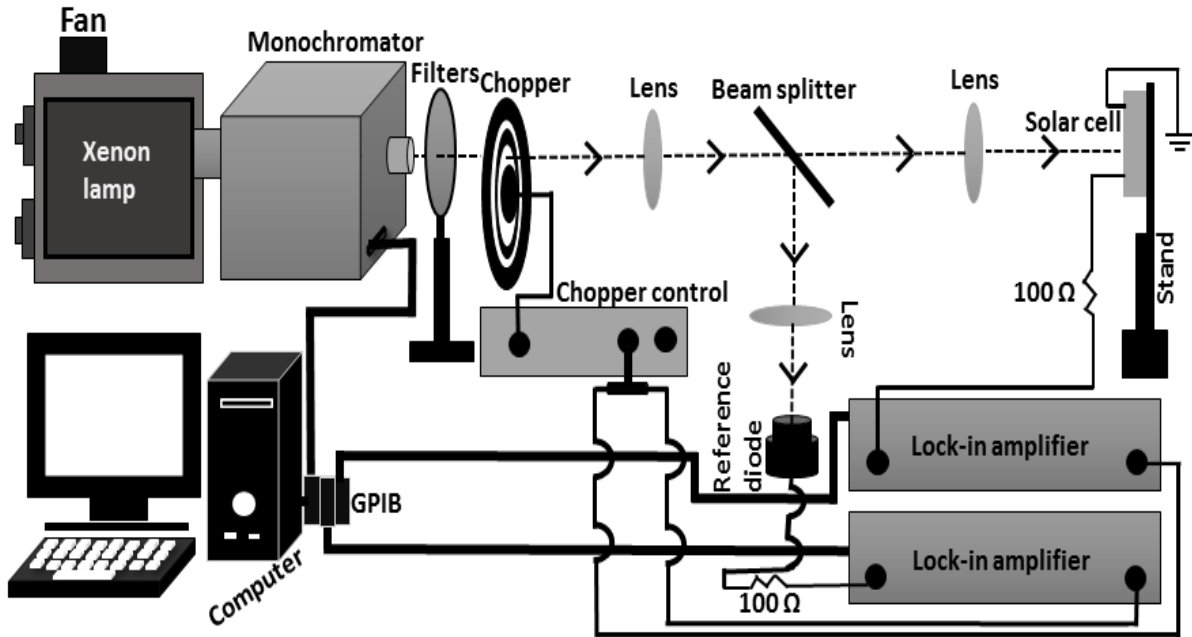 Fan
Monochromator
Filters
Chopper
Lens
Beam splitter
Lens
Solar cell
Xenon
lamp
100 Ω
Stand
Chopper control
Lens
Reference
diode
Lock-in amplifier
GPIB
Lock-in amplifier
Computer
100 Ω